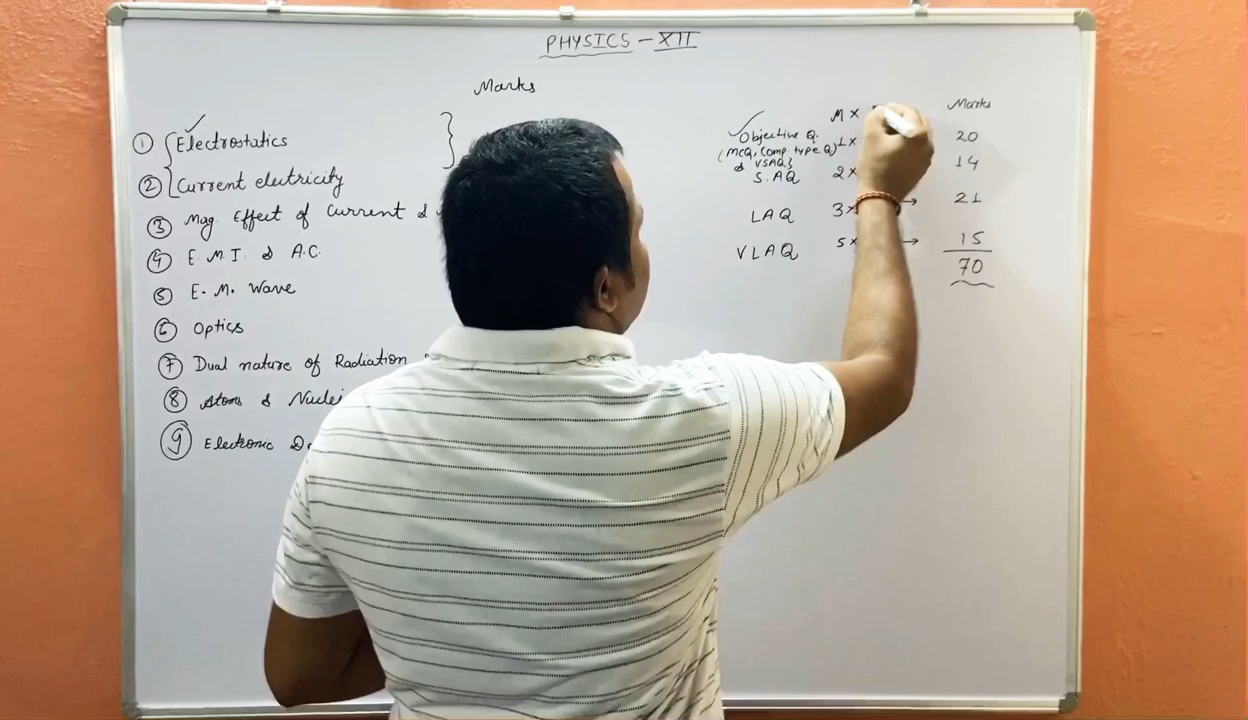 PHYSICS - XII
Marks
① Electrostatics
② Current electricity
③ Mag. Effect of Current &
④ E.M.I. & A.C.
⑤ E.M. Wave
⑥ Optics
⑦ Dual nature of Radiation
⑧ Atoms & Nuclei
⑨ Electronic
M × Marks
Objective Q. 1× 20
(MCQ, Comp. type Q)
& VSAQ}
S.AQ 2× 14
LAQ 3× → 21
VLAQ 5× → 15
70